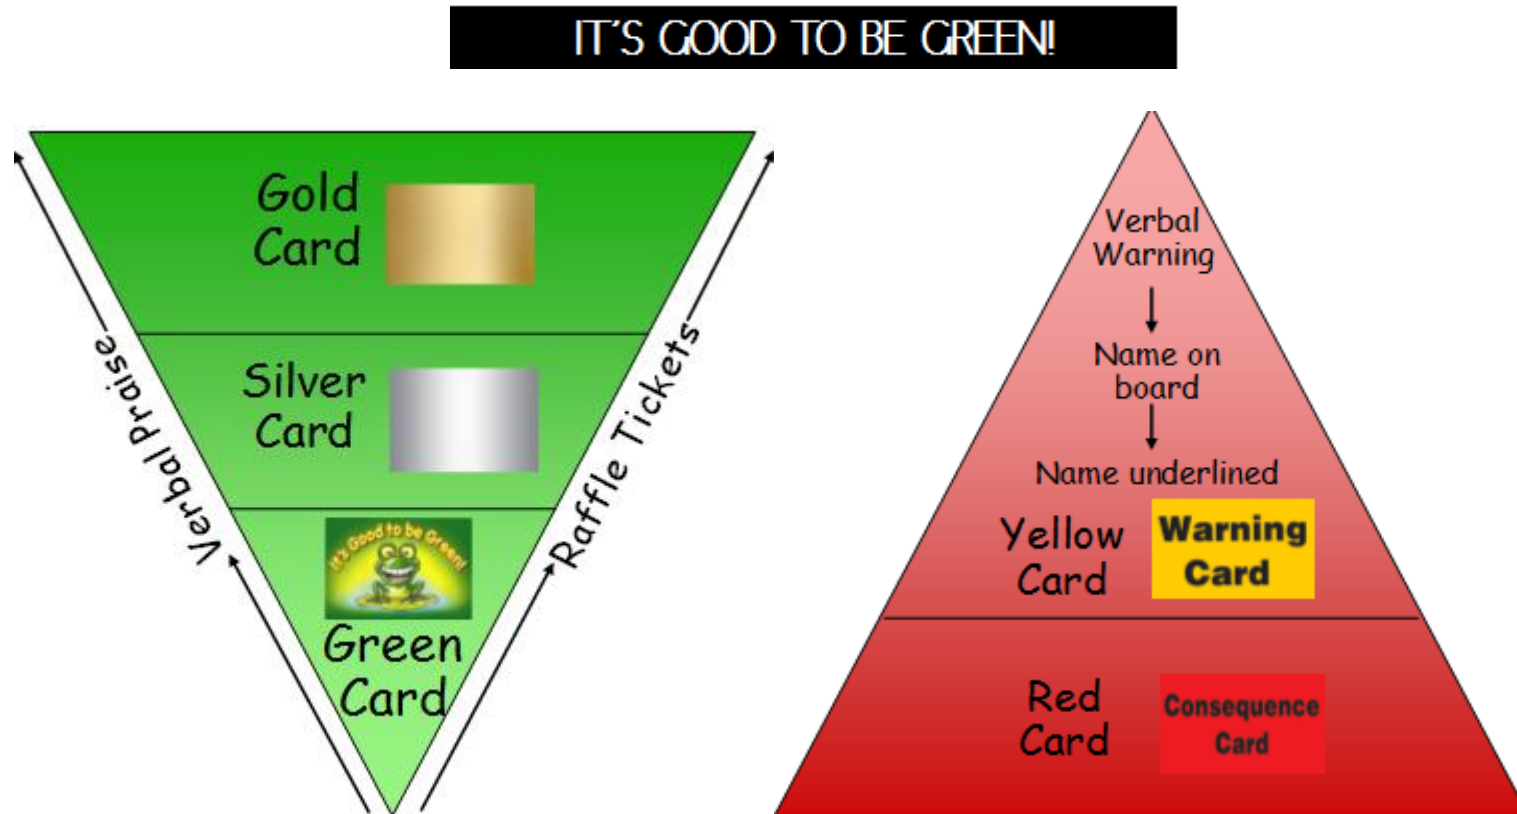 IT'S GOOD TO BE GREEN!
Gold
Card
Silver
Card
It's Good to be Green!
Green
Card
Verbal Praise
Raffle Tickets
Verbal
Warning
Name on
board
Name underlined
Yellow
Card
Warning
Card
Red
Card
Consequence
Card